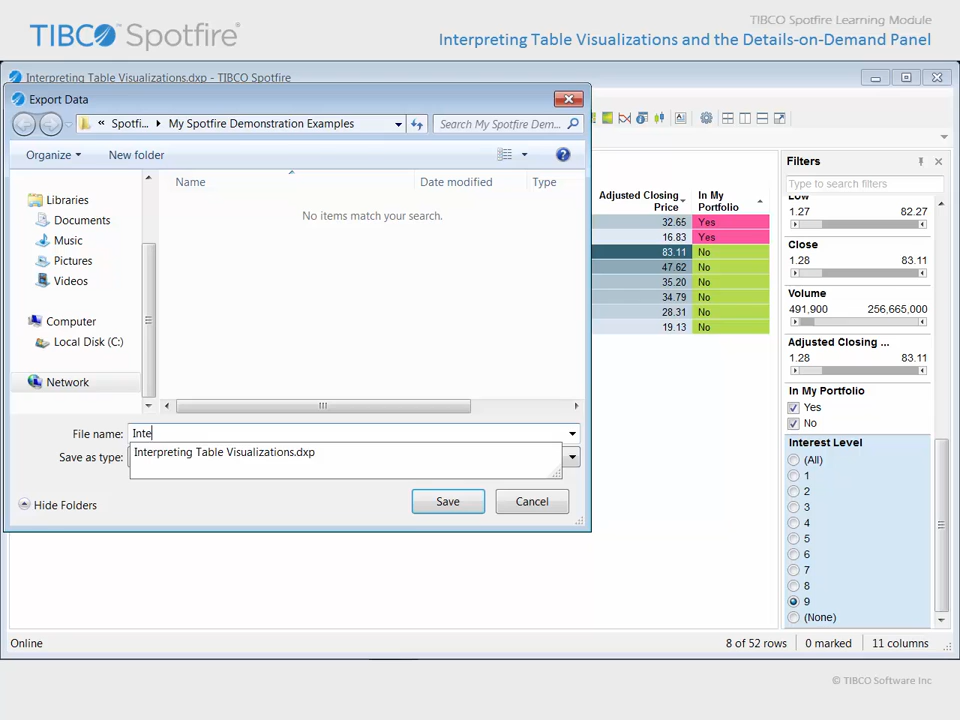 TIBCO Spotfire®
TIBCO Spotfire Learning Module
Interpreting Table Visualizations and the Details-on-Demand Panel
Interpreting Table Visualizations.dxp - TIBCO Spotfire
Export Data
« Spotfi... My Spotfire Demonstration Examples
Search My Spotfire Dem...
Organize New folder
Name Date modified Type
No items match your search.
Libraries
Documents
Music
Pictures
Videos
Computer
Local Disk (C:)
Network
File name: Inte
Interpreting Table Visualizations.dxp
Save as type:
Hide Folders
Save Cancel
Adjusted Closing Price In My Portfolio
32.65 Yes
16.83 Yes
83.11 No
47.62 No
35.20 No
34.79 No
28.31 No
19.13 No
Filters
Type to search filters
Low
1.27 82.27
Close
1.28 83.11
Volume
491,900 256,665,000
Adjusted Closing ...
1.28 83.11
In My Portfolio
Yes
No
Interest Level
(All)
1
2
3
4
5
6
7
8
9
(None)
Online 8 of 52 rows 0 marked 11 columns
© TIBCO Software Inc